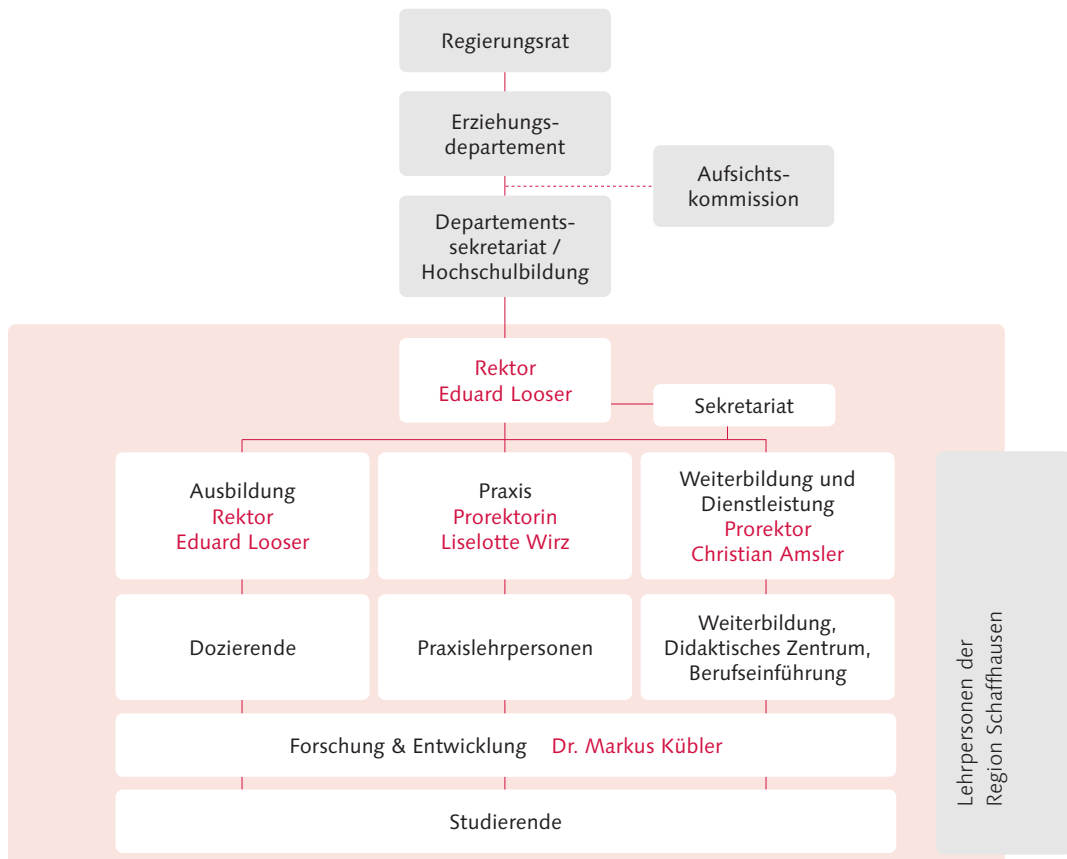 Regierungsrat
Erziehungs-
departement
Aufsichts-
kommission
Departements-
sekretariat /
Hochschulbildung
Rektor
Eduard Looser
Sekretariat
Ausbildung
Rektor
Eduard Looser
Praxis
Prorektorin
Liselotte Wirz
Weiterbildung und
Dienstleistung
Prorektor
Christian Amsler
Dozierende
Praxislehrpersonen
Weiterbildung,
Didaktisches Zentrum,
Berufseinführung
Lehrpersonen der
Region Schaffhausen
Forschung & Entwicklung Dr. Markus Kübler
Studierende